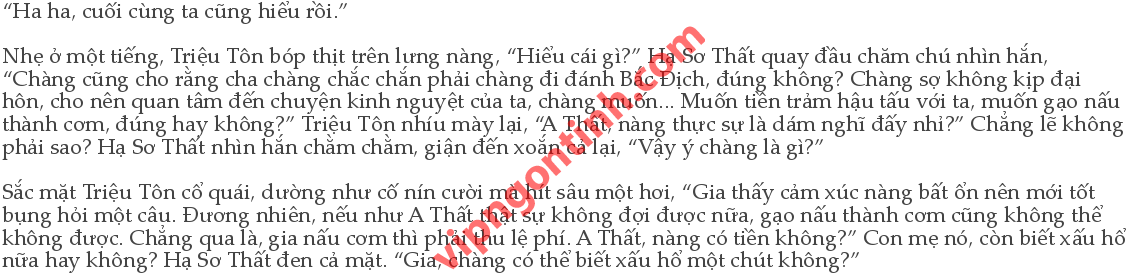 “Ha ha, cuối cùng ta cũng hiểu rồi.”
Nhẹ ở một tiếng, Triệu Tôn bóp thịt trên lưng nàng, “Hiểu cái gì?” Hạ Sơ Thất quay đầu chăm chú nhìn hắn,
“Chàng cũng cho rằng cha chàng chắc chắn phái chàng đi đánh Bắc Địch, đúng không? Chàng sợ không kịp đại
hôn, cho nên quan tâm đến chuyện kinh nguyệt của ta, chàng muốn... Muốn tiền trảm hậu tấu với ta, muốn gạo nấu
thành cơm, đúng hay không?” Triệu Tôn nhíu mày lại, “A Thất, nàng thực sự là dám nghĩ đấy nhỉ?” Chẳng lẽ không
phải sao? Hạ Sơ Thất nhìn hắn chằm chằm, giận đến xoắn cả lại, “Vậy ý chàng là gì?”
Sắc mặt Triệu Tôn cổ quái, dường như cố nín cười mà hít sâu một hơi, “Gia thấy cảm xúc nàng bất ổn nên mới tốt
bụng hỏi một câu. Đương nhiên, nếu như A Thất thật sự không đợi được nữa, gạo nấu thành cơm cũng không thể
không được. Chẳng qua là, gia nấu cơm thì phải thu lệ phí. A Thất, nàng có tiền không?” Con mẹ nó, còn biết xấu hổ
nữa hay không? Hạ Sơ Thất đen cả mặt. “Gia, chàng có thể biết xấu hổ một chút không?”
vipngontinh.com